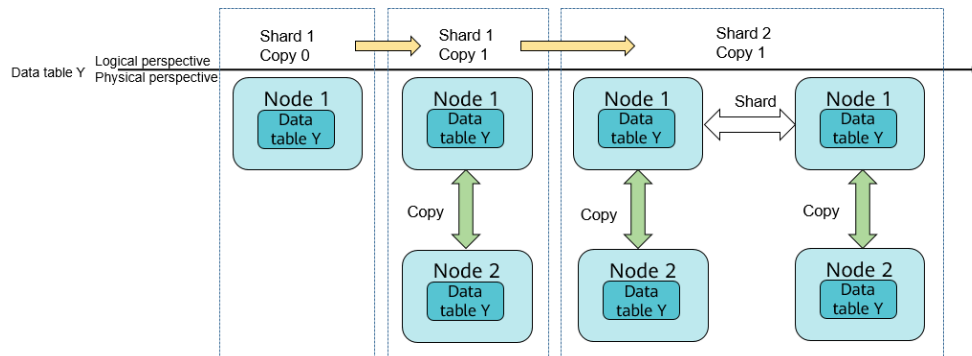 Shard 1
Copy 0
Shard 1
Copy 1
Shard 2
Copy 1
Data table Y
Logical perspective
Physical perspective
Node 1
Data
table Y
Node 1
Data
table Y
Node 1
Data
table Y
Shard
Node 1
Data
table Y
Copy
Copy
Copy
Node 2
Data
table Y
Node 2
Data
table Y
Node 2
Data
table Y